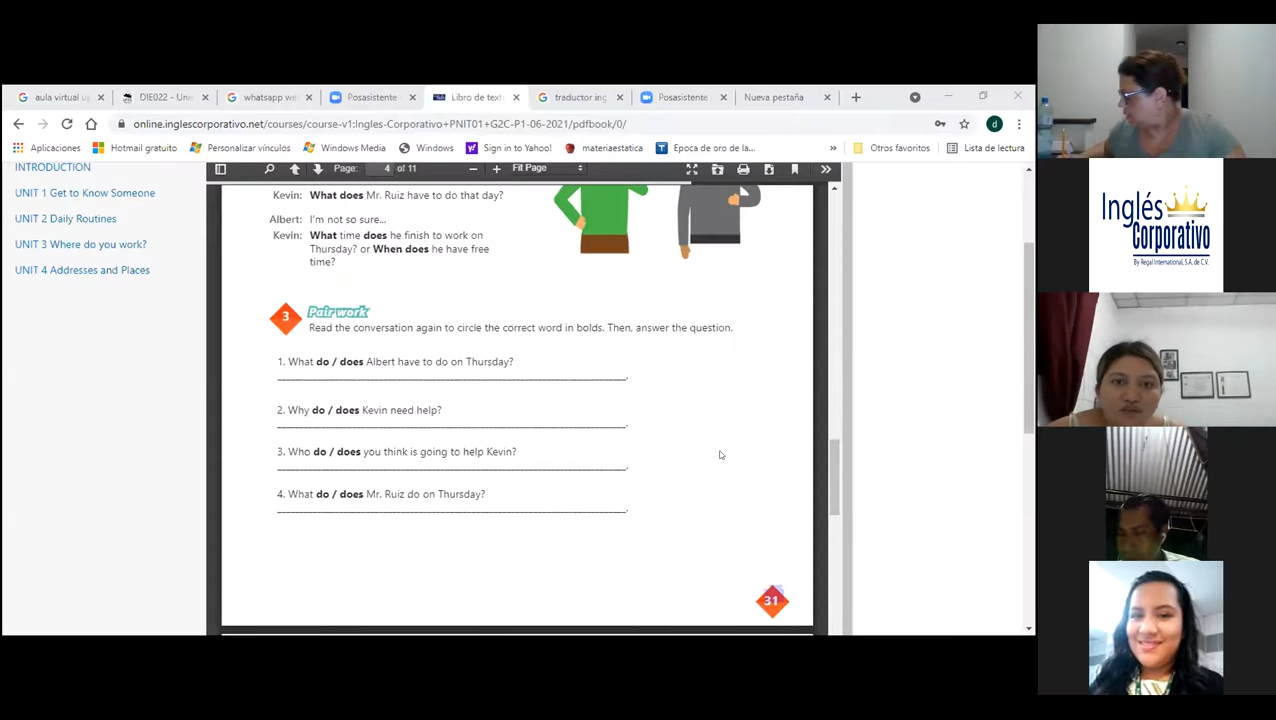 aula virtual u
D!E022 - Uni
whatsapp we
Posasistente
Libro de text
traductor ing
Posasistente
Nueva pestaña
online.inglescorporativo.net/courses/course-v1:Ingles-Corporativo+PNIT01+G2C-P1-06-2021/pdfbook/0/
d
Aplicaciones
Hotmail gratuito
Personalizar vínculos
Windows Media
Windows
Sign in to Yahoo!
materiaestatica
Epoca de oro de la...
»
Otros favoritos
Lista de lectura
INTRODUCTION
UNIT 1 Get to Know Someone
UNIT 2 Daily Routines
UNIT 3 Where do you work?
UNIT 4 Addresses and Places
Page: 4 of 11
Fit Page
Kevin: What does Mr. Ruiz have to do that day?
Albert: I'm not so sure...
Kevin: What time does he finish to work on
Thursday? or When does he have free
time?
3
Pair work
Read the conversation again to circle the correct word in bolds. Then, answer the question.
1. What do / does Albert have to do on Thursday?
2. Why do / does Kevin need help?
3. Who do / does you think is going to help Kevin?
4. What do / does Mr. Ruiz do on Thursday?
31
Inglés
Corporativo
By Regal International, S.A. de C.V.